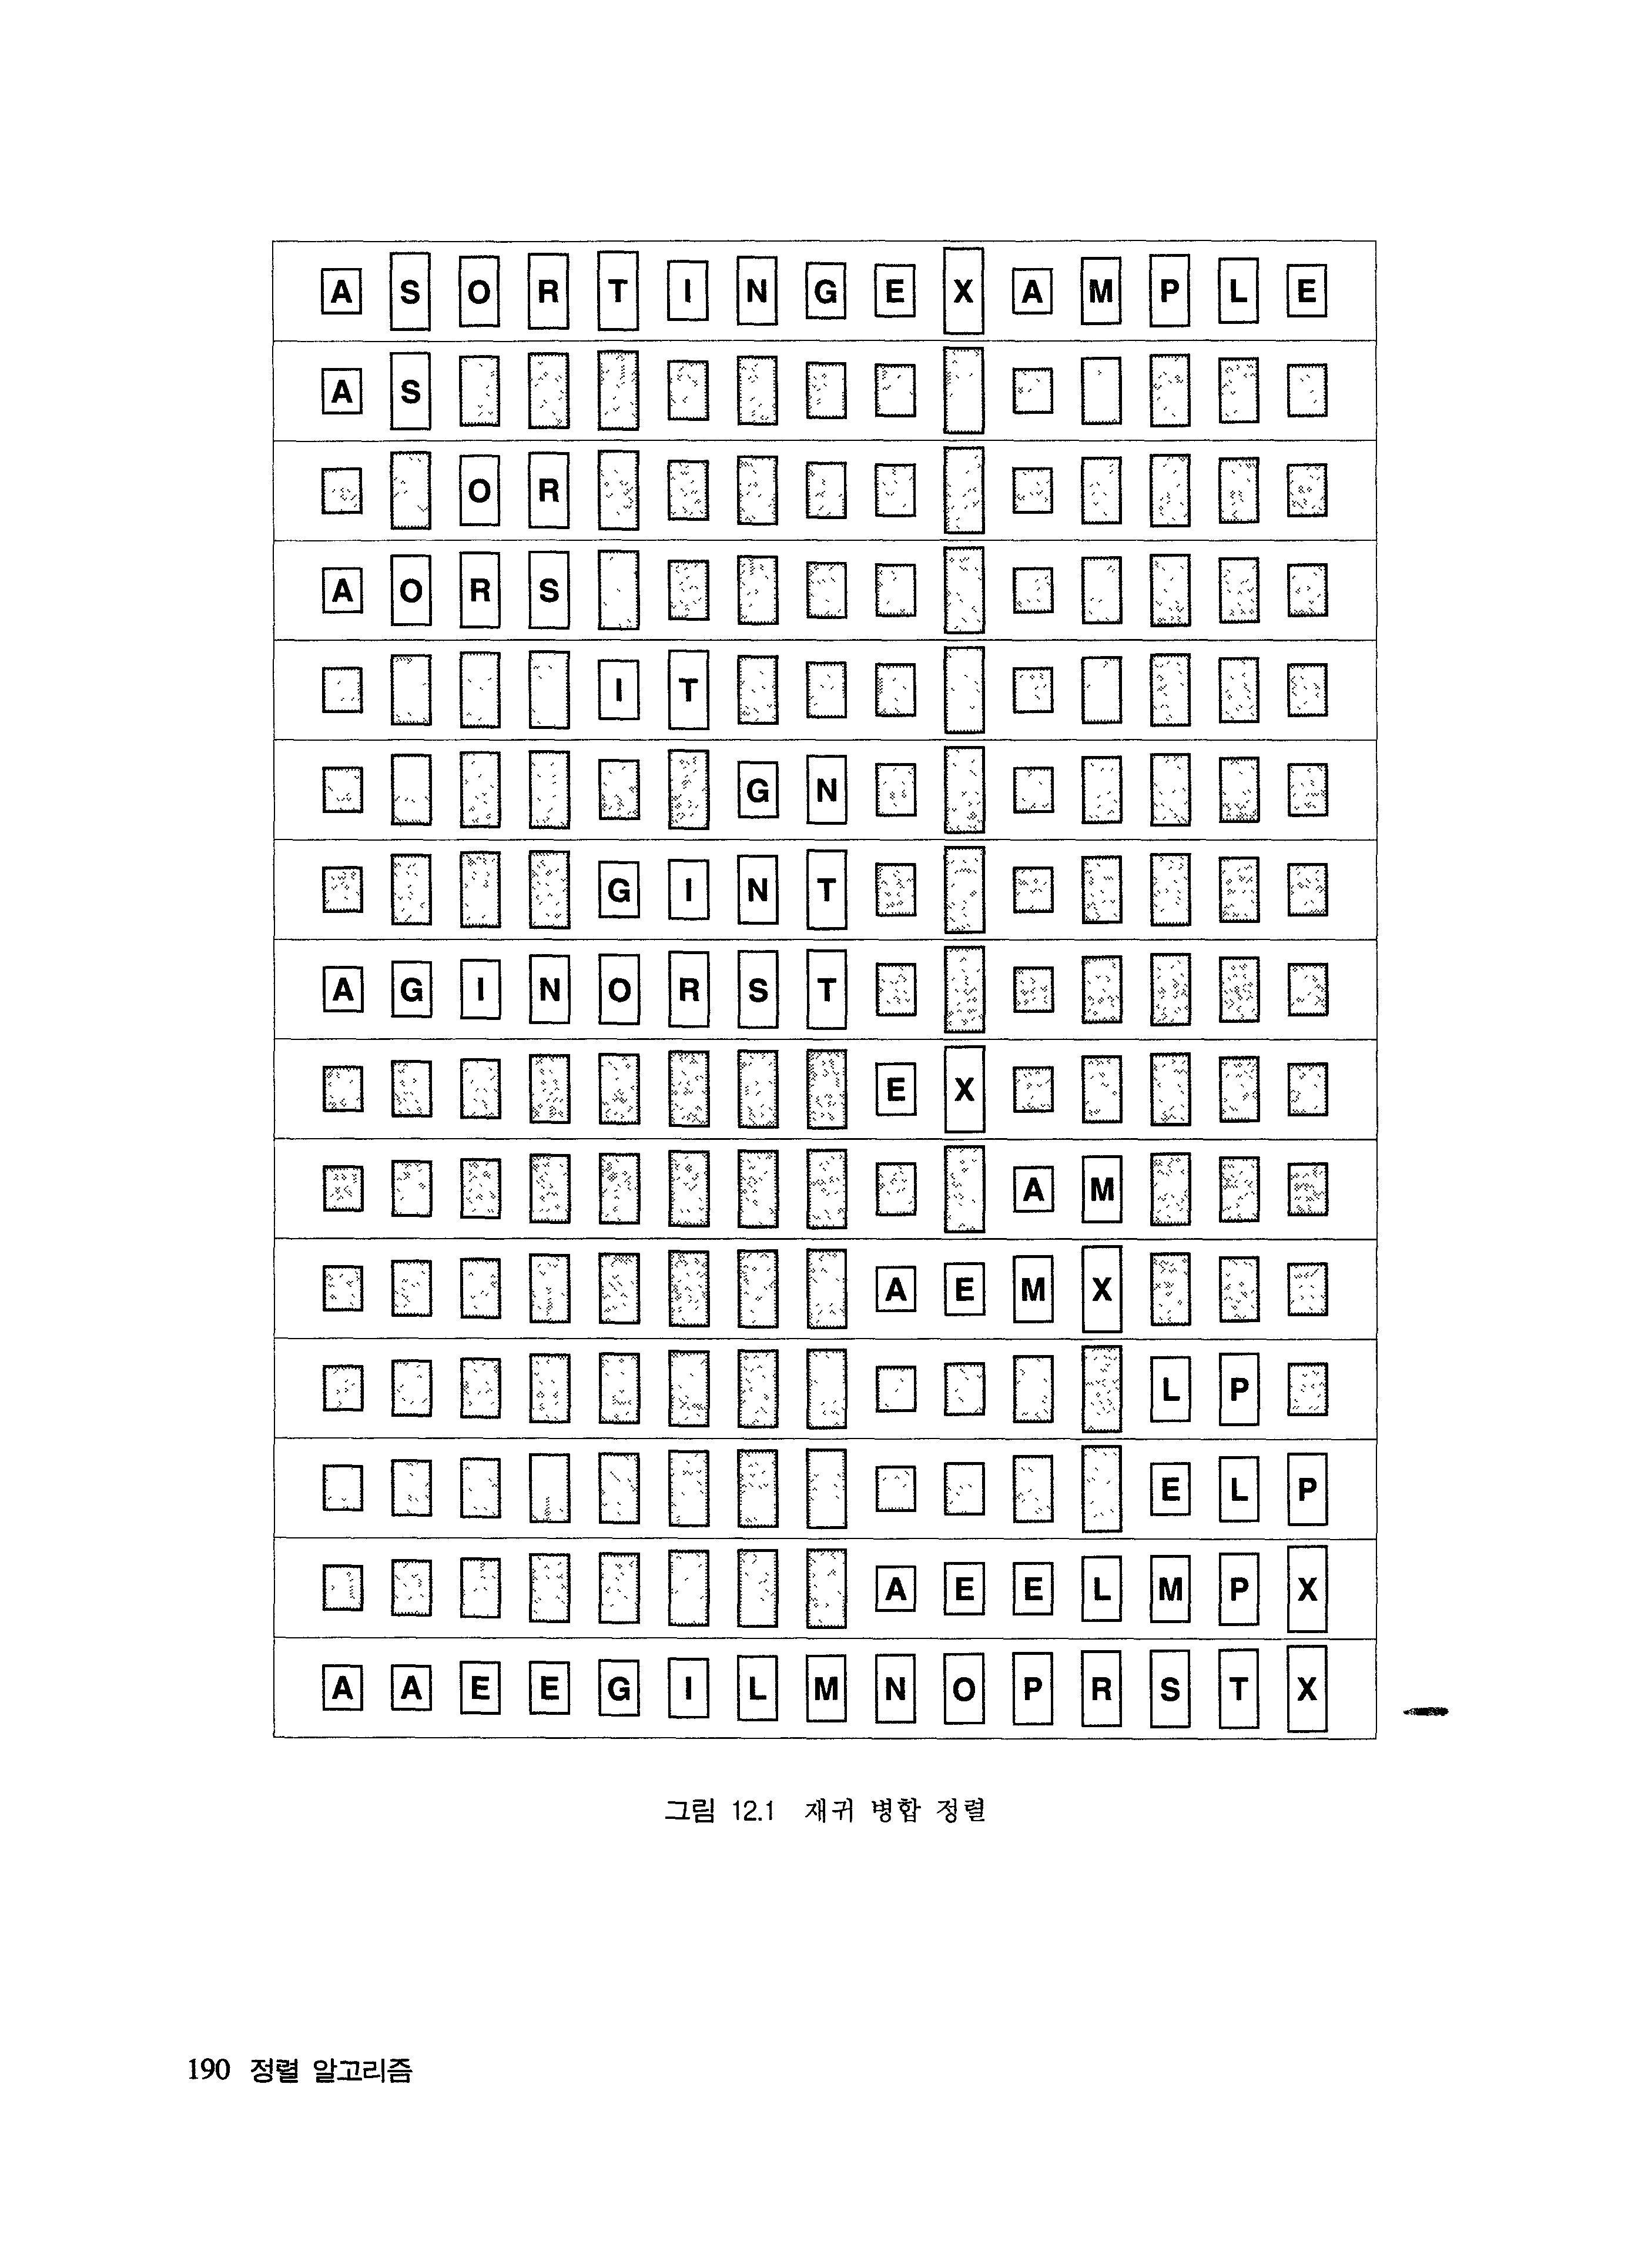 A S O R T I N G E X A M P L E
A S
O R
A O R S
I T
G N
G I N T
A G I N O R S T
E X
A M
A E M X
L P
E L P
A E E L M P X
A A E E G I L M N O P R S T X
그림 12.1 재귀 병합 정렬
190 정렬 알고리즘